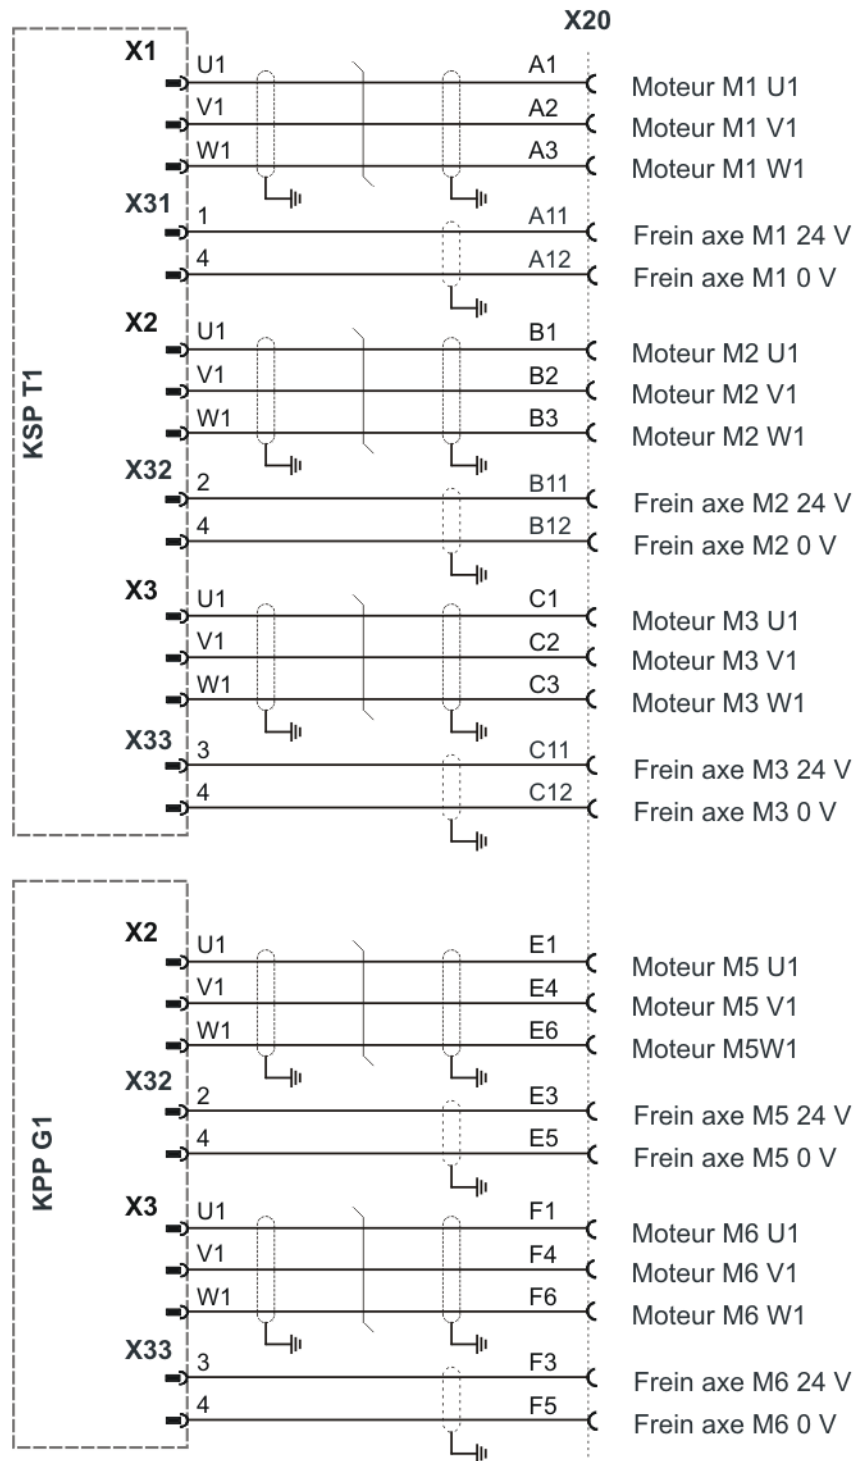 X20
X1
U1 A1 Moteur M1 U1
V1 A2 Moteur M1 V1
W1 A3 Moteur M1 W1
X31
1 A11 Frein axe M1 24 V
4 A12 Frein axe M1 0 V
X2
U1 B1 Moteur M2 U1
V1 B2 Moteur M2 V1
W1 B3 Moteur M2 W1
KSP T1
X32
2 B11 Frein axe M2 24 V
4 B12 Frein axe M2 0 V
X3
U1 C1 Moteur M3 U1
V1 C2 Moteur M3 V1
W1 C3 Moteur M3 W1
X33
3 C11 Frein axe M3 24 V
4 C12 Frein axe M3 0 V
X2
U1 E1 Moteur M5 U1
V1 E4 Moteur M5 V1
W1 E6 Moteur M5W1
X32
2 E3 Frein axe M5 24 V
4 E5 Frein axe M5 0 V
KPP G1
X3
U1 F1 Moteur M6 U1
V1 F4 Moteur M6 V1
W1 F6 Moteur M6 W1
X33
3 F3 Frein axe M6 24 V
4 F5 Frein axe M6 0 V